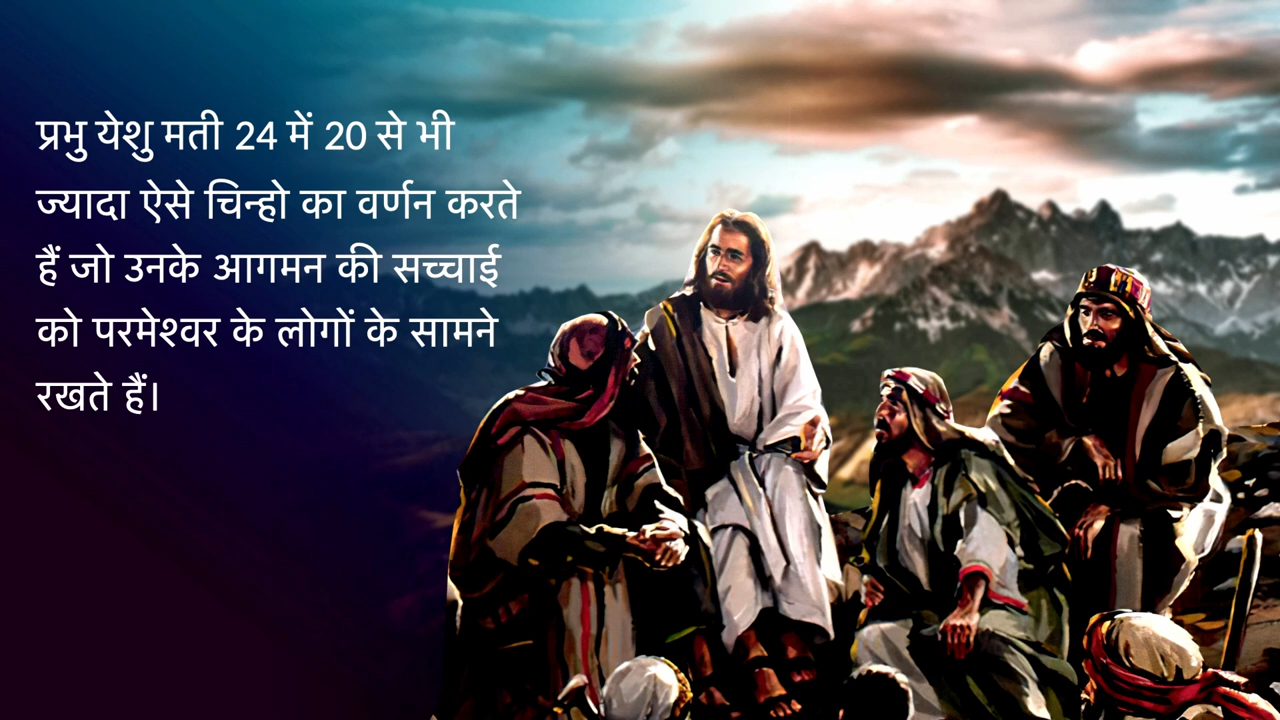 प्रभु येशु मती 24 में 20 से भी
ज्यादा ऐसे चिन्हो का वर्णन करते
हैं जो उनके आगमन की सच्चाई
को परमेश्वर के लोगों के सामने
रखते हैं।